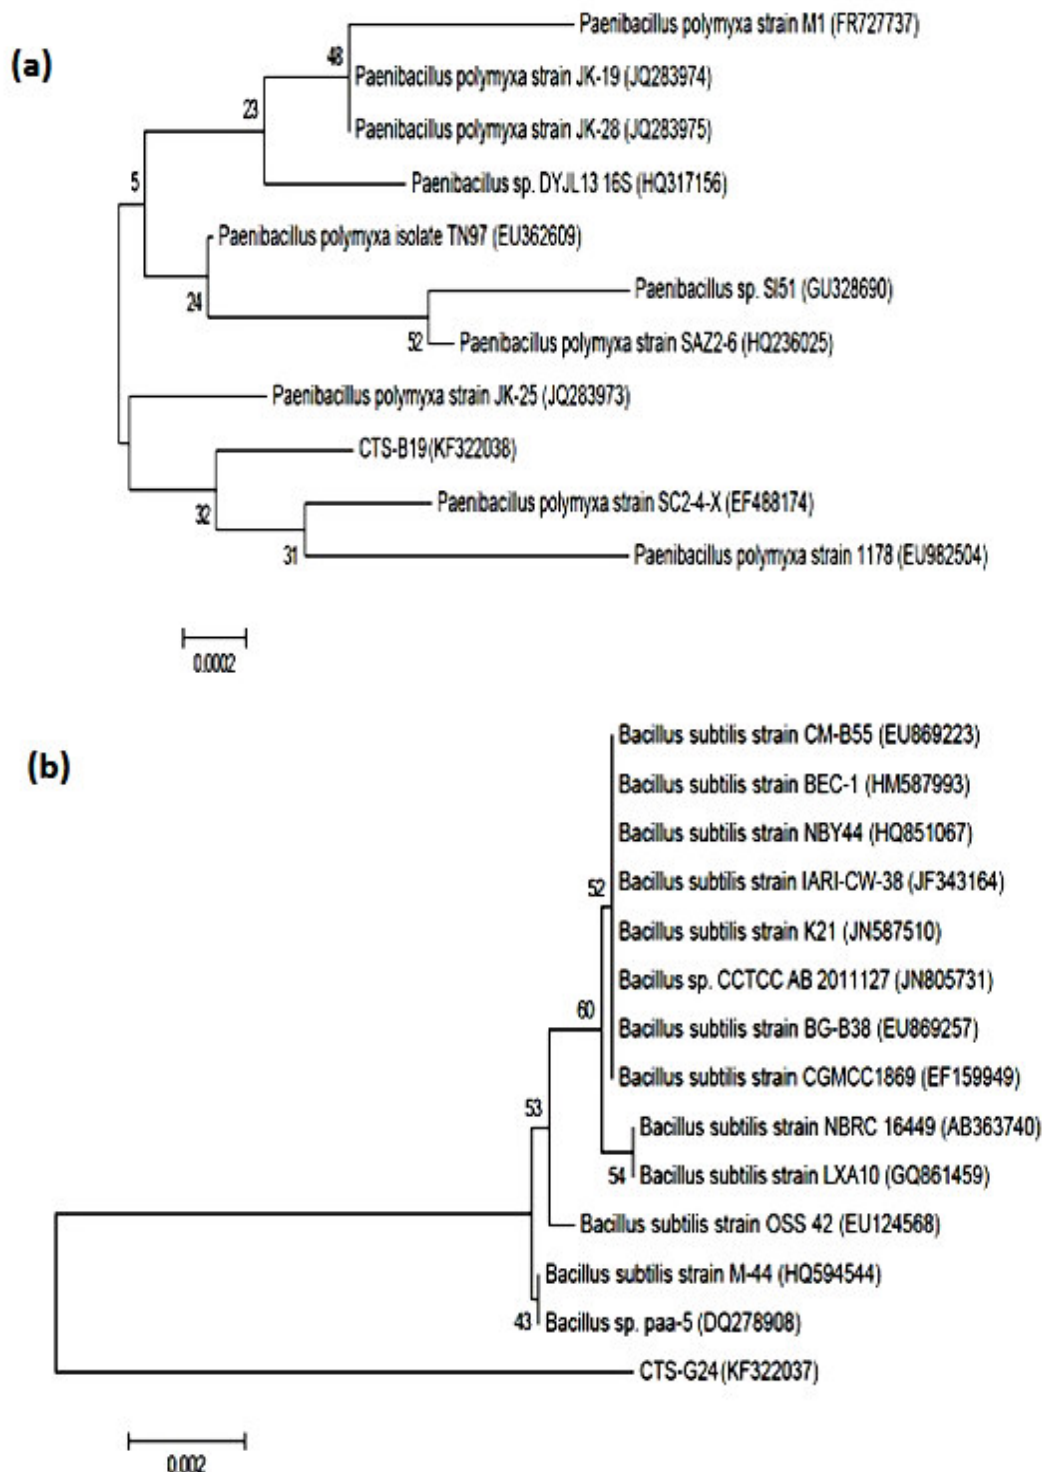 (a)
Paenibacillus polymyxa strain M1 (FR727737)
48
Paenibacillus polymyxa strain JK-19 (JQ283974)
23
Paenibacillus polymyxa strain JK-28 (JQ283975)
5
Paenibacillus sp. DYJL13 16S (HQ317156)
Paenibacillus polymyxa isolate TN97 (EU362609)
24
Paenibacillus sp. SI51 (GU328690)
52
Paenibacillus polymyxa strain SAZ2-6 (HQ236025)
Paenibacillus polymyxa strain JK-25 (JQ283973)
CTS-B19(KF322038)
32
Paenibacillus polymyxa strain SC2-4-X (EF488174)
31
Paenibacillus polymyxa strain 1178 (EU982504)
0.0002
(b)
Bacillus subtilis strain CM-B55 (EU869223)
Bacillus subtilis strain BEC-1 (HM587993)
Bacillus subtilis strain NBY44 (HQ851067)
52
Bacillus subtilis strain IARI-CW-38 (JF343164)
Bacillus subtilis strain K21 (JN587510)
Bacillus sp. CCTCC AB 2011127 (JN805731)
60
Bacillus subtilis strain BG-B38 (EU869257)
Bacillus subtilis strain CGMCC1869 (EF159949)
53
Bacillus subtilis strain NBRC 16449 (AB363740)
54
Bacillus subtilis strain LXA10 (GQ861459)
Bacillus subtilis strain OSS 42 (EU124568)
Bacillus subtilis strain M-44 (HQ594544)
43
Bacillus sp. paa-5 (DQ278908)
CTS-G24 (KF322037)
0.002